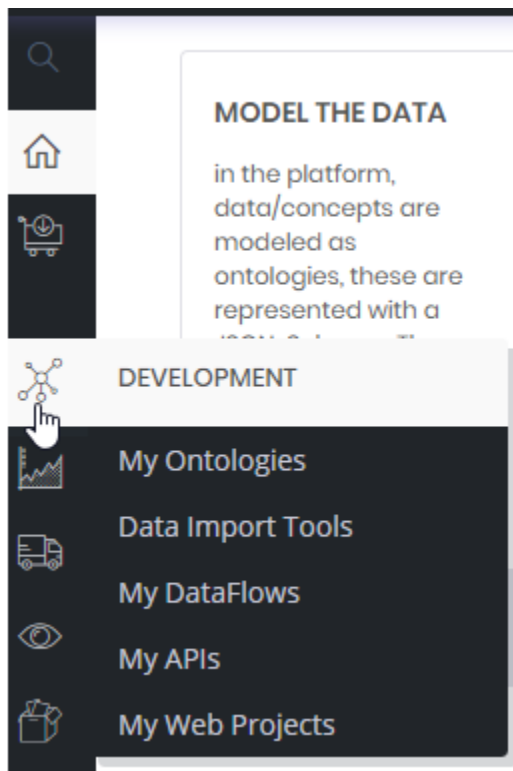 MODEL THE DATA
in the platform,
data/concepts are
modeled as
ontologies, these are
represented with a
DEVELOPMENT
My Ontologies
Data Import Tools
My DataFlows
My APIs
My Web Projects